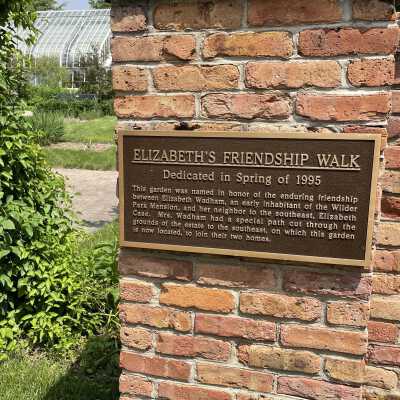 ELIZABETH'S FRIENDSHIP WALK
Dedicated in Spring of 1995
This garden was named in honor of the enduring friendship
between Elizabeth Wadham, an early inhabitant of the Wilder
Park Mansion, and her neighbor to the southeast, Elizabeth
Case. Mrs. Wadham had a special path cut through the
grounds of the estate to the southeast, on which this garden
is now located, to join their two homes.